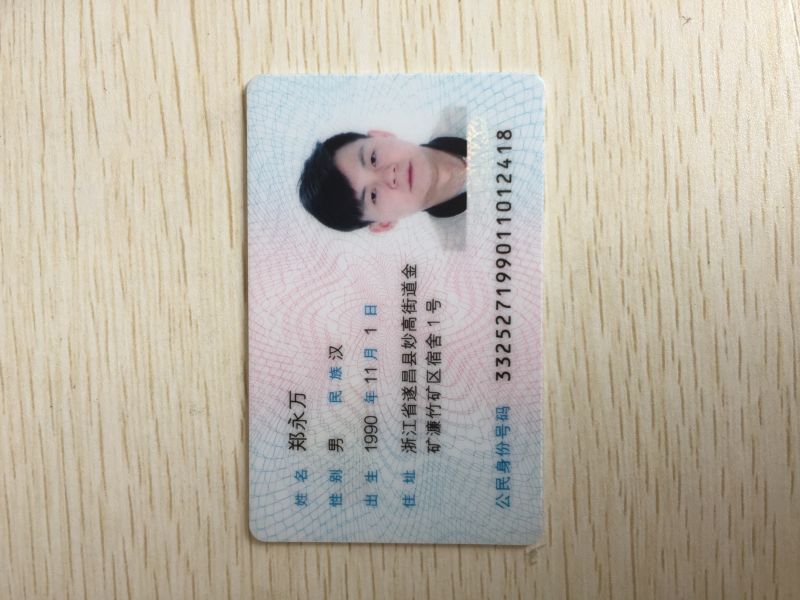 姓名 郑永万
性别 男 民族 汉
出生 1990 年 11 月 1 日
住址 浙江省遂昌县妙高街道金
矿濂竹矿区宿舍1号
公民身份号码 332527199011012418